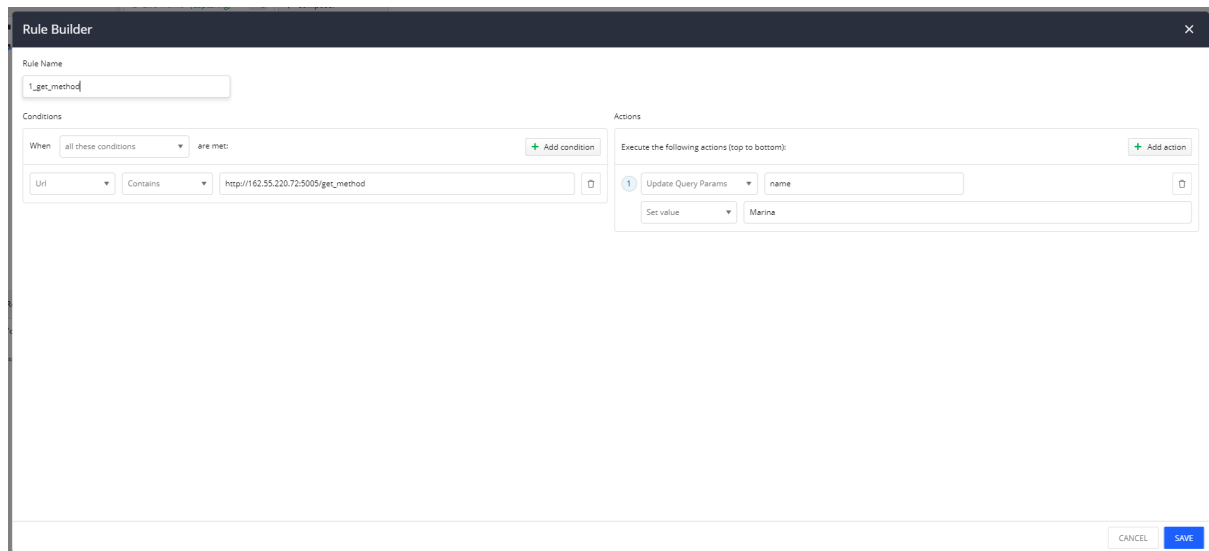 Rule Builder
Rule Name
1_get_method
Conditions
When all these conditions are met: + Add condition
Url Contains http://162.55.220.72:5005/get_method
Actions
Execute the following actions (top to bottom): + Add action
1 Update Query Params name
Set value Marina
CANCEL SAVE